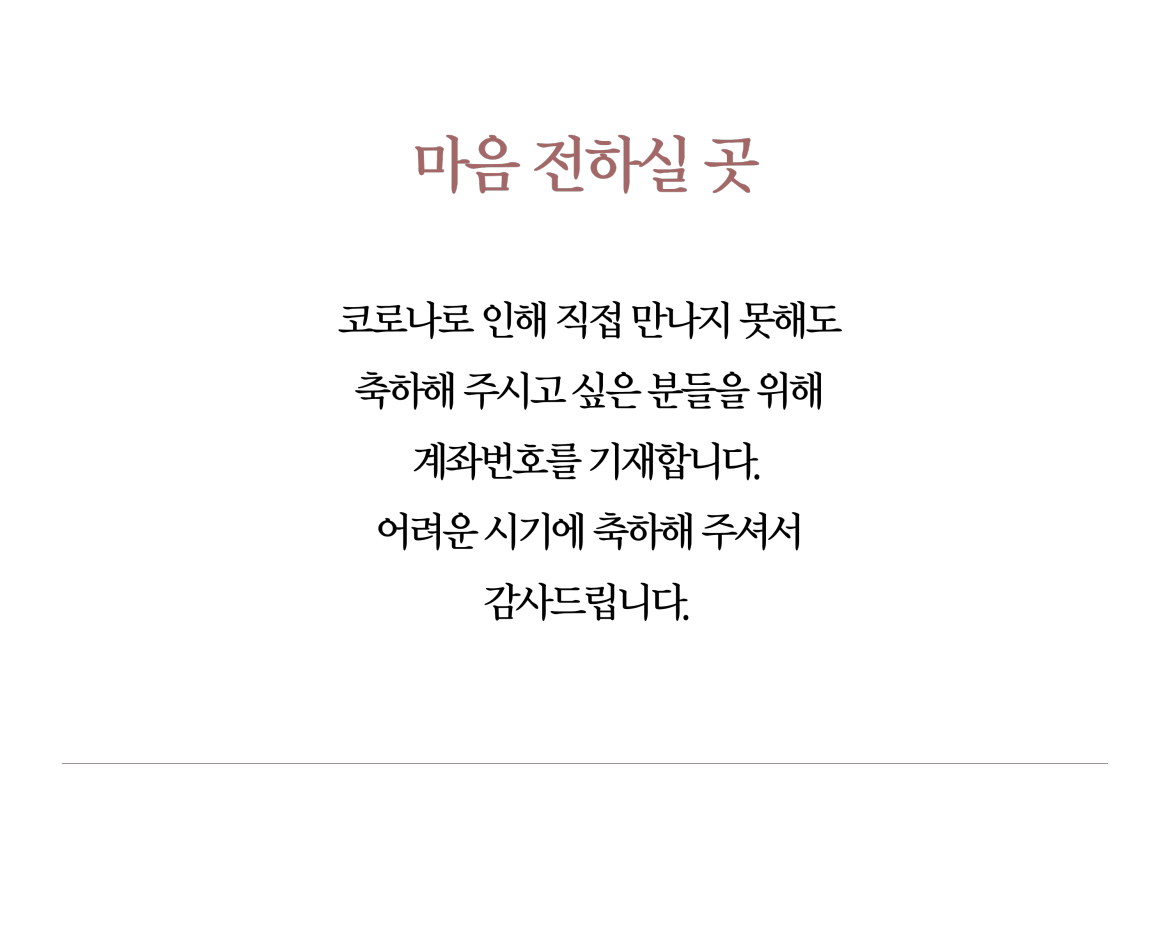 마음 전하실 곳
코로나로 인해 직접 만나지 못해도
축하해 주시고 싶은 분들을 위해
계좌번호를 기재합니다.
어려운 시기에 축하해 주셔서
감사드립니다.